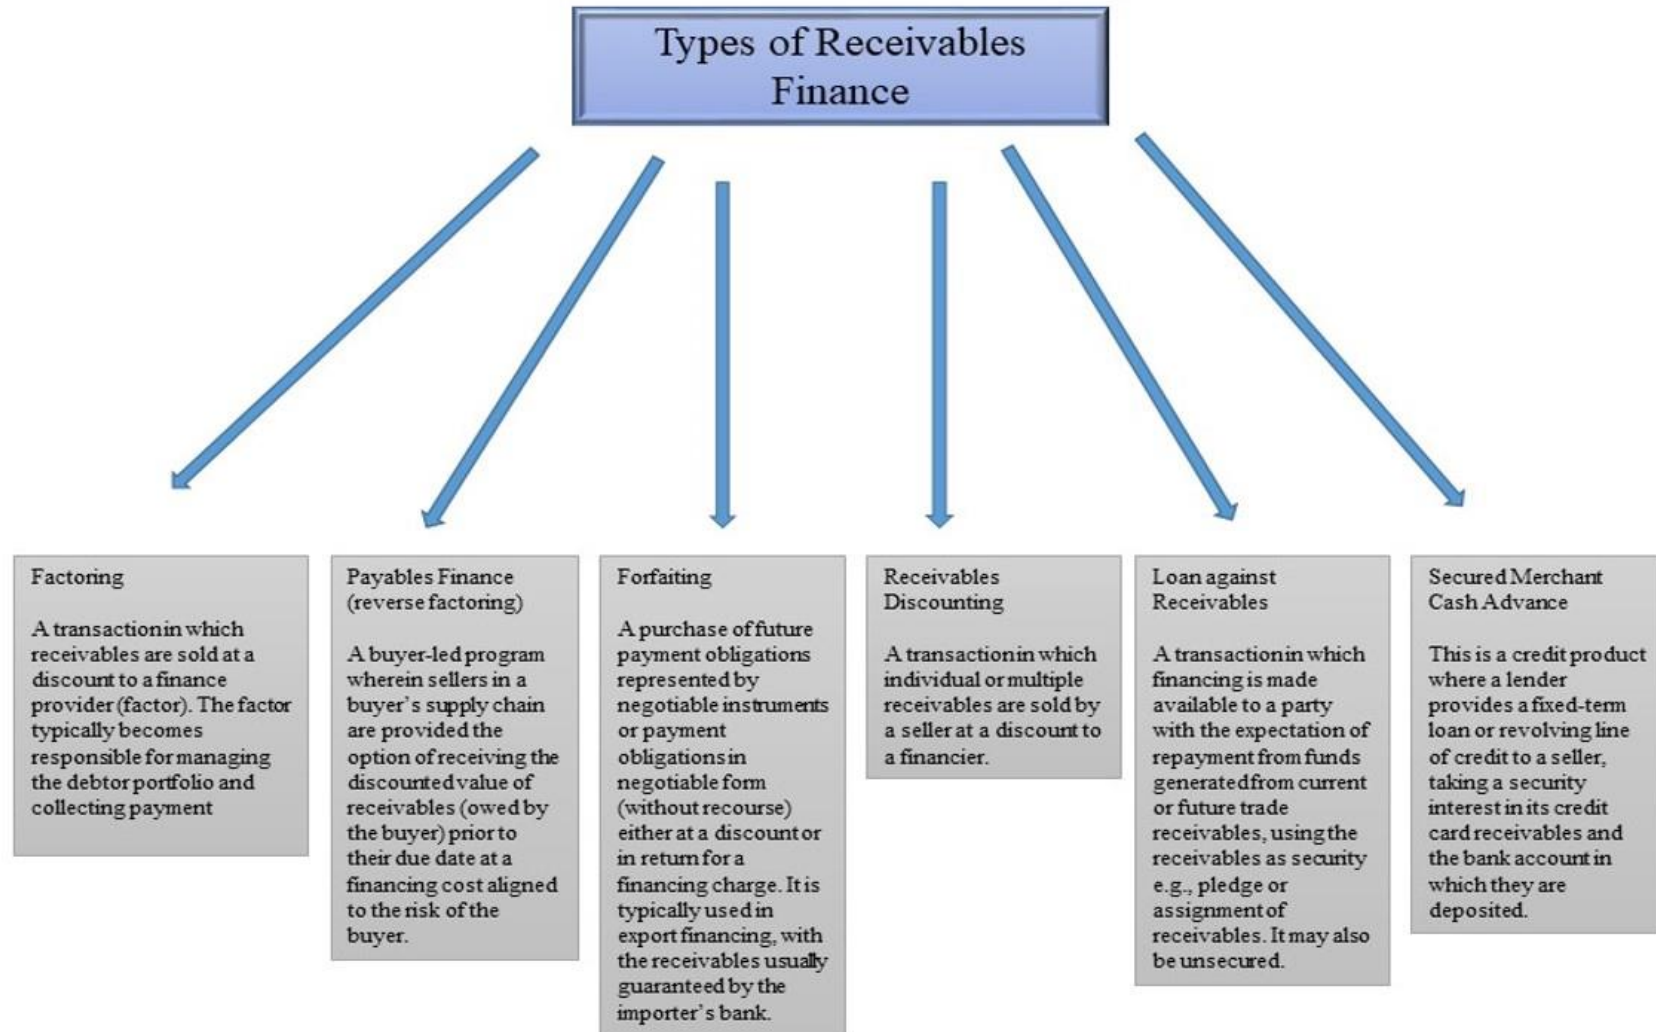 Types of Receivables
Finance
Factoring
A transaction in which
receivables are sold at a
discount to a finance
provider (factor). The factor
typically becomes
responsible for managing
the debtor portfolio and
collecting payment
Payables Finance
(reverse factoring)
A buyer-led program
wherein sellers in a
buyer's supply chain
are provided the
option of receiving the
discounted value of
receivables (owed by
the buyer) prior to
their due date at a
financing cost aligned
to the risk of the
buyer.
Forfaiting
A purchase of future
payment obligations
represented by
negotiable instruments
or payment
obligations in
negotiable form
(without recourse)
either at a discount or
in return for a
financing charge. It is
typically used in
export financing, with
the receivables usually
guaranteed by the
importer's bank.
Receivables
Discounting
A transaction in which
individual or multiple
receivables are sold by
a seller at a discount to
a financier.
Loan against
Receivables
A transaction in which
financing is made
available to a party
with the expectation of
repayment from funds
generated from current
or future trade
receivables, using the
receivables as security
e.g., pledge or
assignment of
receivables. It may also
be unsecured.
Secured Merchant
Cash Advance
This is a credit product
where a lender
provides a fixed-term
loan or revolving line
of credit to a seller,
taking a security
interest in its credit
card receivables and
the bank account in
which they are
deposited.